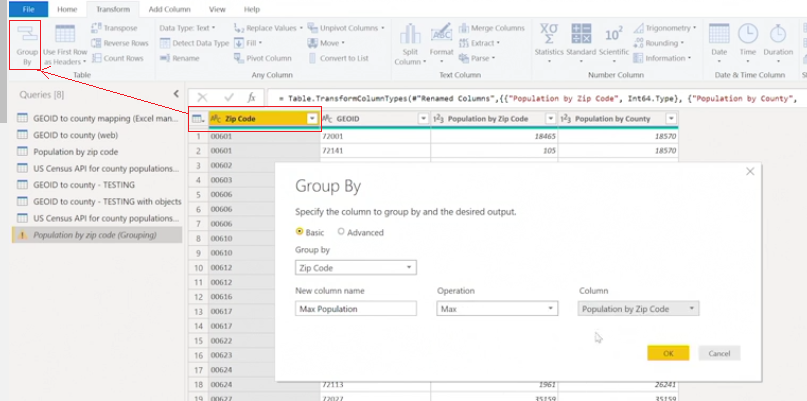 File Home Transform Add Column View Help
Transpose Data Type: Text Replace Values Unpivot Columns Merge Columns Trigonometry
Reverse Rows Detect Data Type Fill Move Extract Rounding
Count Rows Rename Pivot Column Convert to List Parse Information
Group By
Use First Row as Headers
Split Column
Format
Statistics Standard Scientific
Date Time Duration
Table Any Column Text Column Number Column Date & Time Column
Queries [8]
= Table.TransformColumnTypes(#"Renamed Columns",{{"Population by Zip Code", Int64.Type}, {"Population by County",
GEOID to county mapping (Excel man...
GEOID to county (web)
Population by zip code
US Census API for county populations...
GEOID to county - TESTING
GEOID to county - TESTING with objects
US Census API for county populations...
Population by zip code (Grouping)
Zip Code GEOID Population by Zip Code Population by County
1 00601 72001 18465 18570
2 00601 72141 105 18570
3 00602
4 00603
5 00606
6 00606
7 00606
8 00610
9 00610
10 00612
11 00612
12 00616
13 00617
14 00617
15 00622
16 00623
17 00624
18 00624 72113 1961 26241
19 00627 72027 35159 35159
Group By
Specify the column to group by and the desired output.
Basic Advanced
Group by
Zip Code
New column name Operation Column
Max Population Max Population by Zip Code
OK Cancel